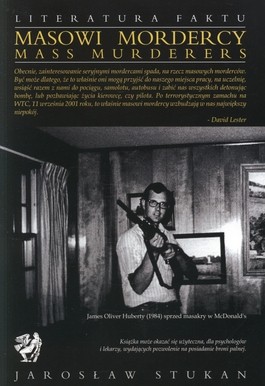 LITERATURA FAKTU
MASOWI MORDERCY
MASS MURDERERS
Obecnie, zainteresowanie seryjnymi mordercami spada, na rzecz masowych morderców.
Być może dlatego, że to właśnie oni mogą przyjść do naszego miejsca pracy, na uczelnię,
wsiąść razem z nami do pociągu, samolotu, autobusu i zabić nas wszystkich detonując
bombę, lub pozbawiając życia kierowcę, czy pilota. Po terrorystycznym zamachu na
WTC, 11 września 2001 roku, to właśnie masowi mordercy wzbudzają w nas największy
niepokój.
- David Lester
James Oliver Huberty (1984) sprzed masakry w McDonald's
Książka może okazać się użyteczna, dla psychologów
i lekarzy, wydających pozwolenie na posiadanie broni palnej.
JAROSŁAW STUKAN